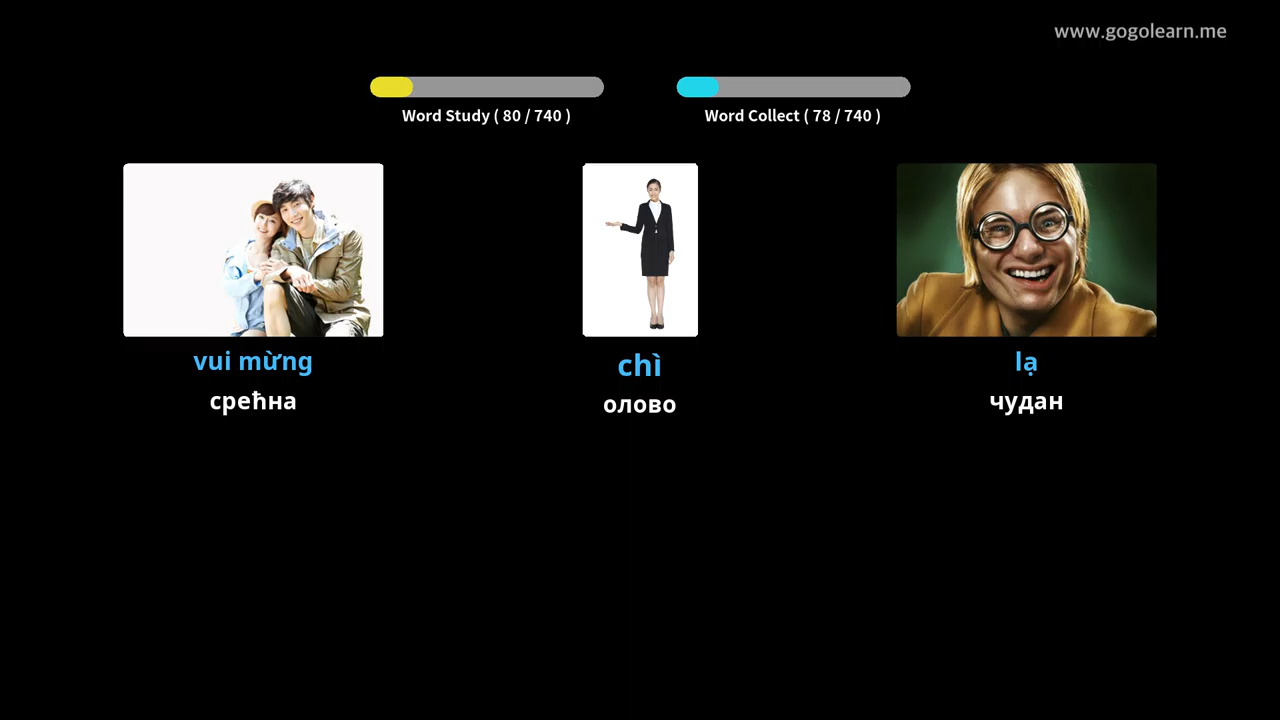 www.gogolearn.me
Word Study ( 80 / 740 )
Word Collect ( 78 / 740 )
vui mừng
срећна
chì
олово
lạ
чудан